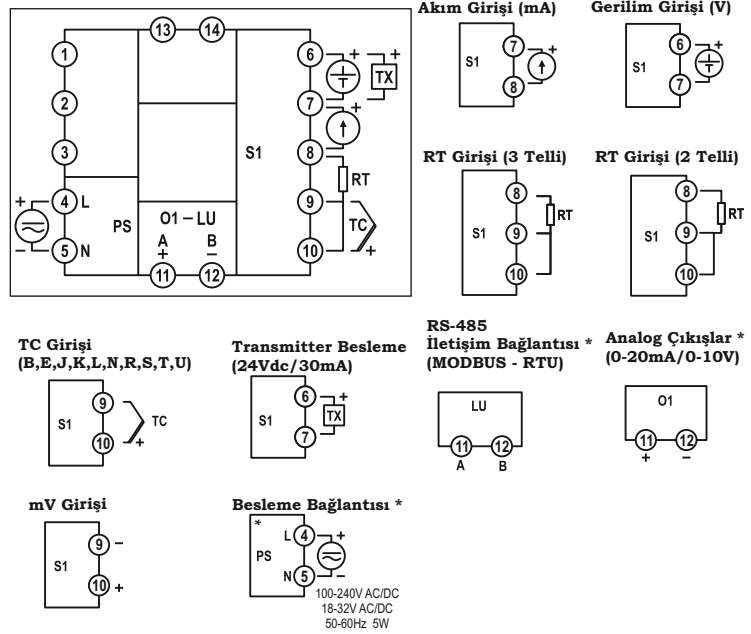 Akım Girişi (mA)
Gerilim Girişi (V)
13 14
1
2
3
4 L
5 N
PS
O1 – LU
A B
+ –
11 12
S1
6
7
8
9
10
+ +
TX
+
RT
TC
+
+
–
S1
7
8
+
S1
6
7
+
RT Girişi (3 Telli)
S1
8
9
10
RT
RT Girişi (2 Telli)
S1
8
9
10
RT
TC Girişi
(B,E,J,K,L,N,R,S,T,U)
S1
9
10
TC
+
Transmitter Besleme
(24Vdc/30mA)
S1
6
7
+
TX
RS-485
İletişim Bağlantısı *
(MODBUS - RTU)
LU
11 12
A B
Analog Çıkışlar *
(0-20mA/0-10V)
O1
11 12
+ –
mV Girişi
S1
9 –
10 +
Besleme Bağlantısı *
*
PS
L 4 +
N 5 –
100-240V AC/DC
18-32V AC/DC
50-60Hz 5W